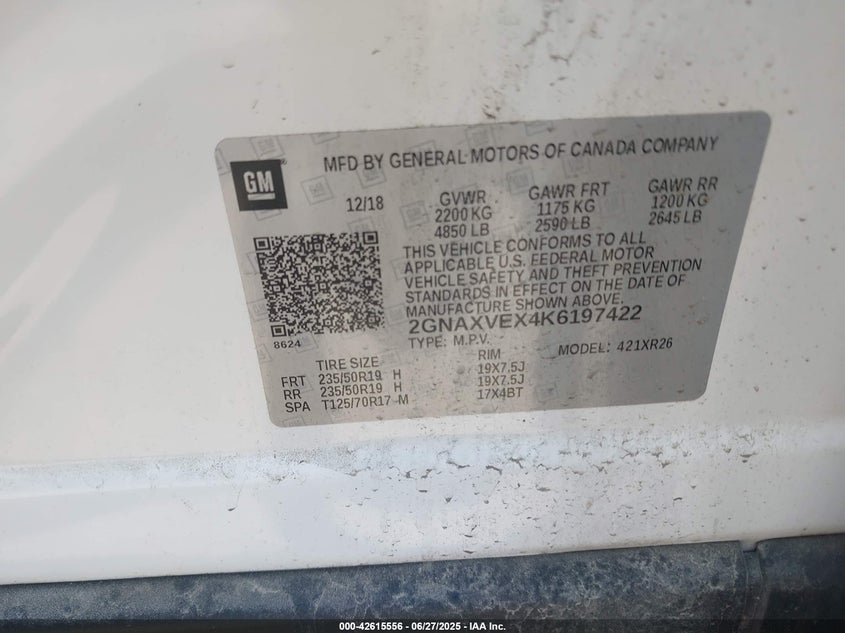 GM
MFD BY GENERAL MOTORS OF CANADA COMPANY
12/18
GVWR GAWR FRT GAWR RR
2200 KG 1175 KG 1200 KG
4850 LB 2590 LB 2645 LB
THIS VEHICLE CONFORMS TO ALL
APPLICABLE U.S. FEDERAL MOTOR
VEHICLE SAFETY AND THEFT PREVENTION
STANDARDS IN EFFECT ON THE DATE OF
MANUFACTURE SHOWN ABOVE.
2GNAXVEX4K6197422
TYPE: M.P.V. MODEL: 421XR26
8624
TIRE SIZE RIM
FRT 235/50R19 H 19X7.5J
RR 235/50R19 H 19X7.5J
SPA T125/70R17 M 17X4BT
000-42615556 - 06/27/2025 - IAA Inc.